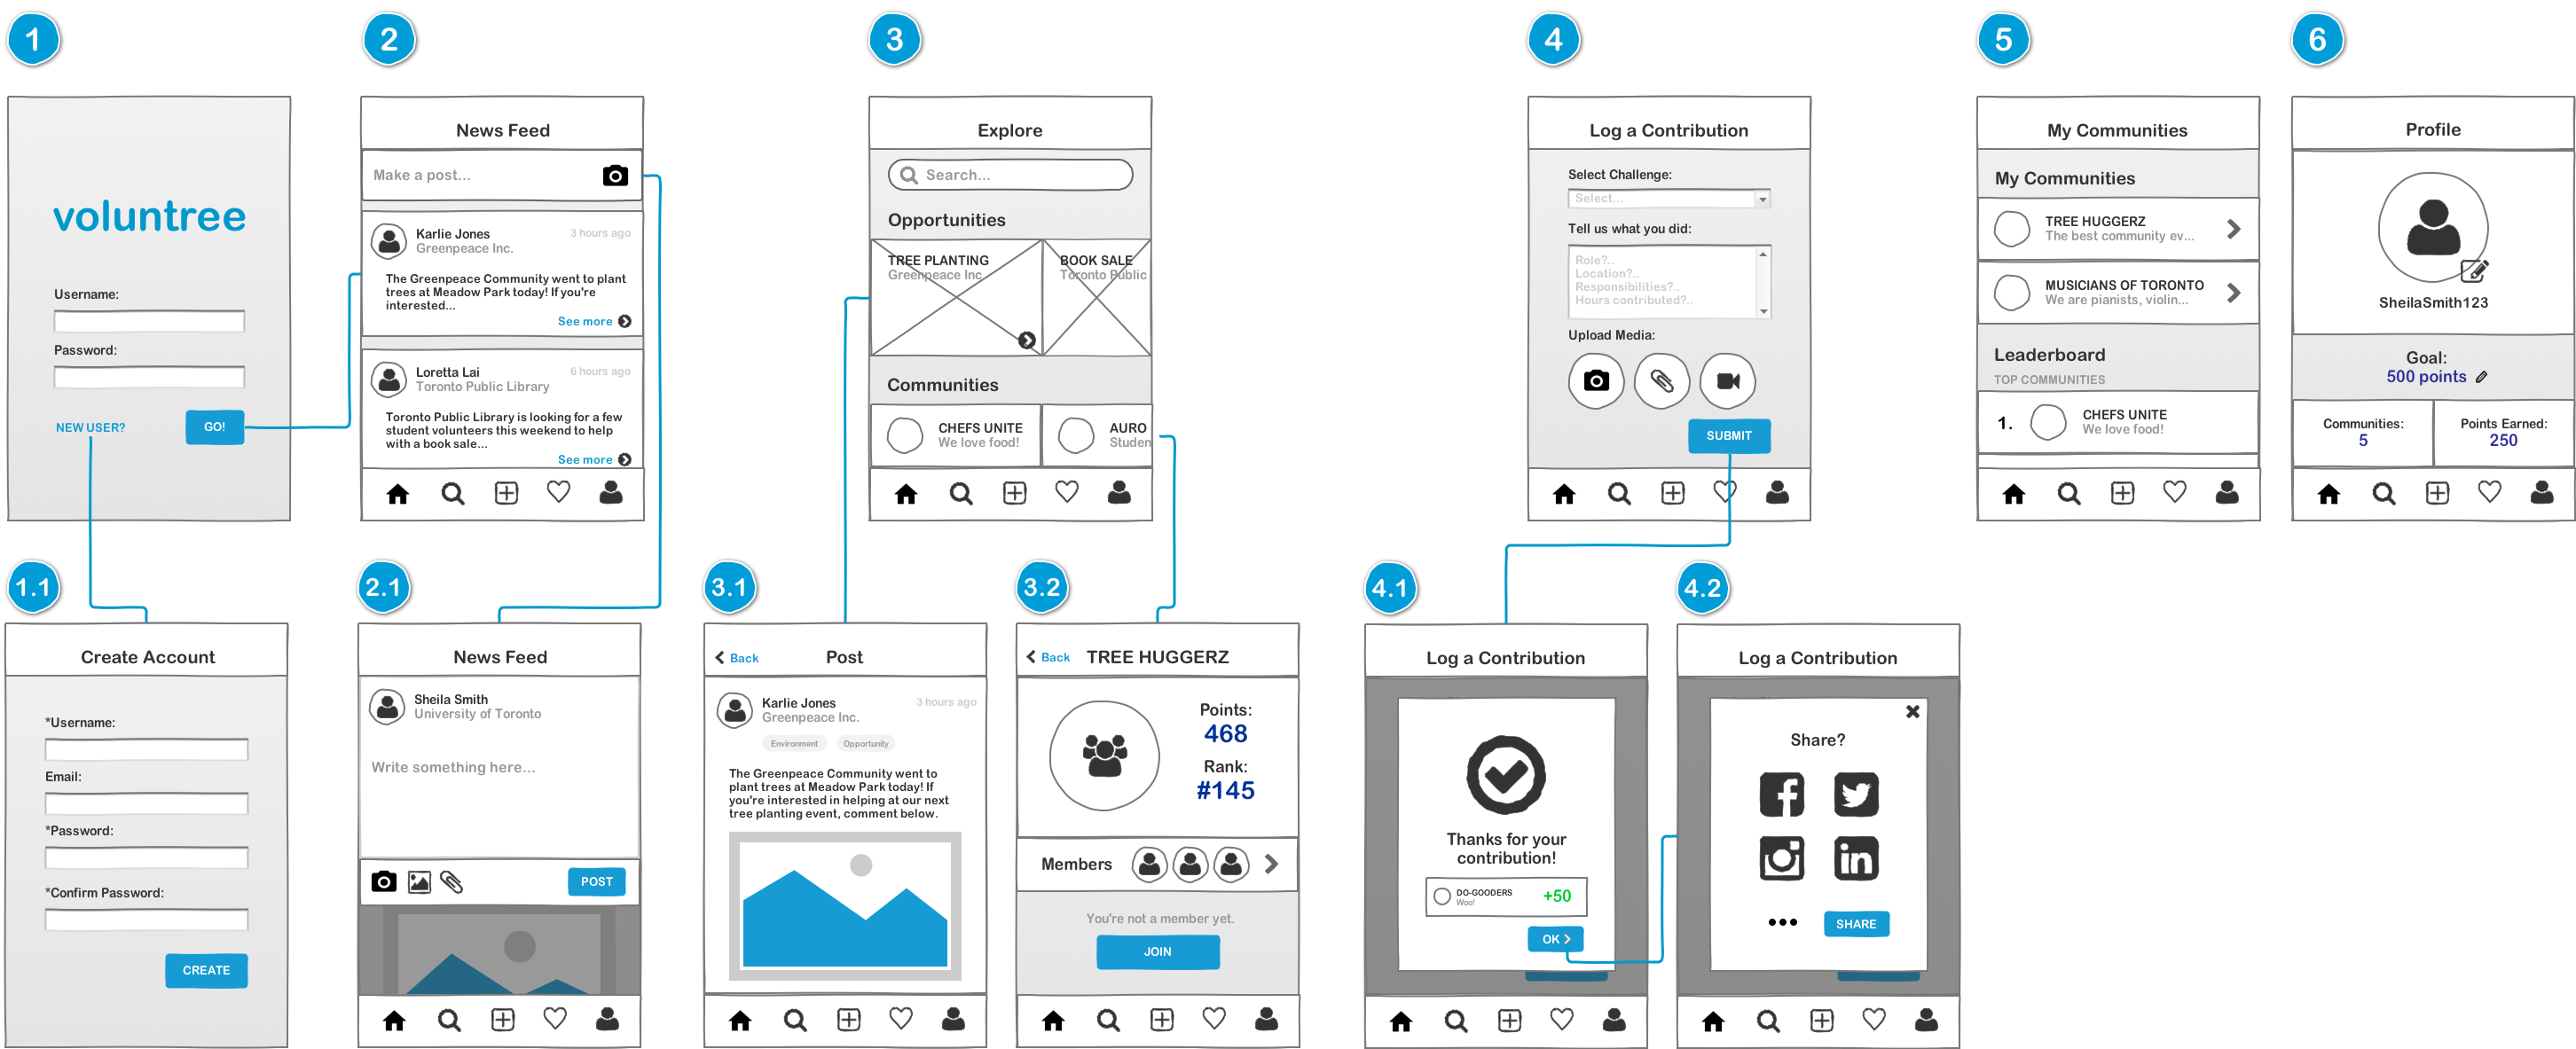 1
voluntree
Username:
Password:
NEW USER?
GO!
2
News Feed
Make a post...
Karlie Jones
3 hours ago
Greenpeace Inc.
The Greenpeace Community went to plant
trees at Meadow Park today! If you're
interested...
See more
Loretta Lai
6 hours ago
Toronto Public Library
Toronto Public Library is looking for a few
student volunteers this weekend to help
with a book sale...
See more
3
Explore
Search...
Opportunities
TREE PLANTING
Greenpeace Inc.
BOOK SALE
Toronto Public
Communities
CHEFS UNITE
We love food!
AURO
Studen
4
Log a Contribution
Select Challenge:
Select...
Tell us what you did:
Role?..
Location?..
Responsibilities?..
Hours contributed?..
Upload Media:
SUBMIT
5
My Communities
My Communities
TREE HUGGERZ
The best community ev...
MUSICIANS OF TORONTO
We are pianists, violin...
Leaderboard
TOP COMMUNITIES
1.
CHEFS UNITE
We love food!
6
Profile
SheilaSmith123
Goal:
500 points
Communities:
5
Points Earned:
250
1.1
Create Account
*Username:
Email:
*Password:
*Confirm Password:
CREATE
2.1
News Feed
Sheila Smith
University of Toronto
Write something here...
POST
3.1
Back
Post
Karlie Jones
3 hours ago
Greenpeace Inc.
Environment
Opportunity
The Greenpeace Community went to
plant trees at Meadow Park today! If
you're interested in helping at our next
tree planting event, comment below.
3.2
Back
TREE HUGGERZ
Points:
468
Rank:
#145
Members
You're not a member yet.
JOIN
4.1
Log a Contribution
Thanks for your
contribution!
DO-GOODERS
Woo!
+50
OK
4.2
Log a Contribution
Share?
SHARE